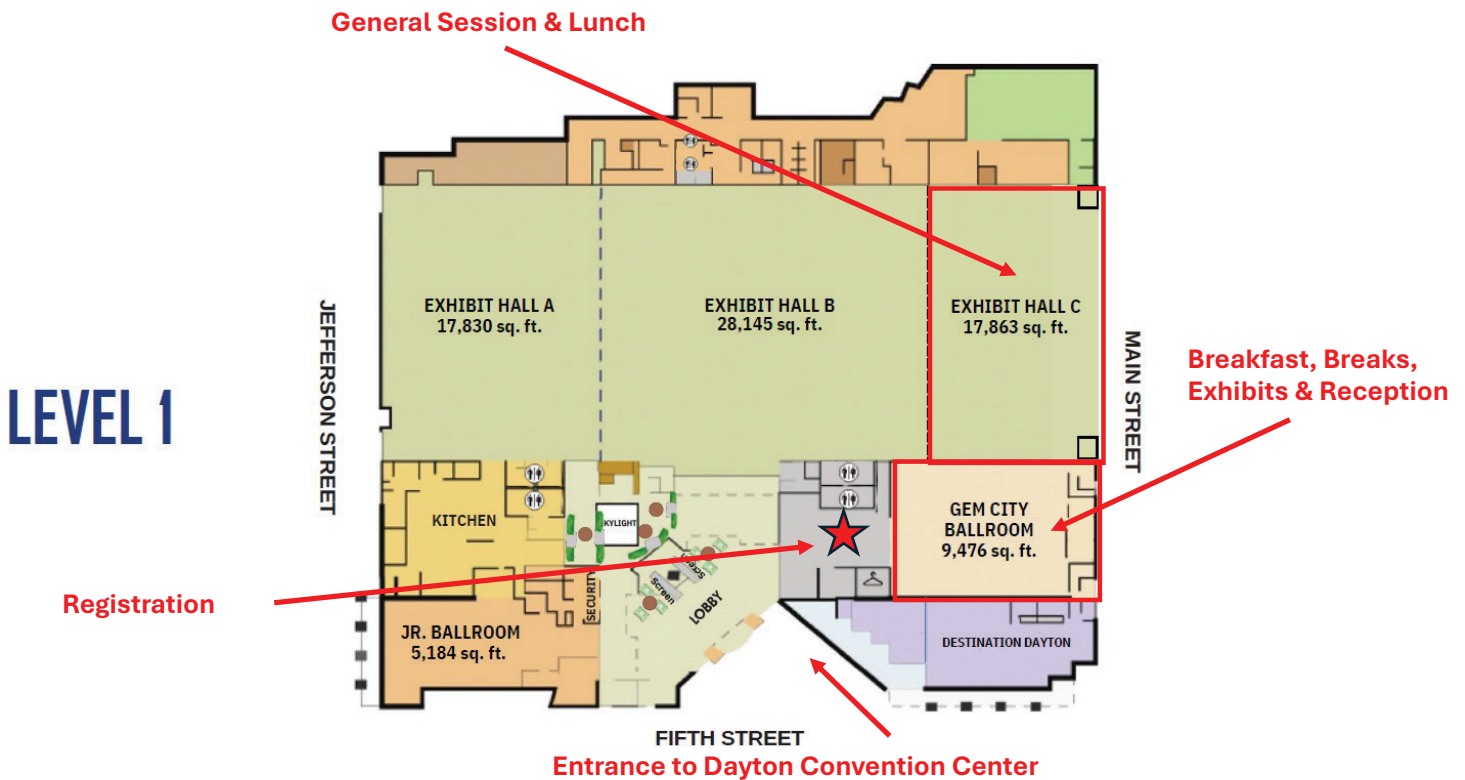 General Session & Lunch
EXHIBIT HALL A
17,830 sq. ft.
EXHIBIT HALL B
28,145 sq. ft.
EXHIBIT HALL C
17,863 sq. ft.
JEFFERSON STREET
MAIN STREET
Breakfast, Breaks,
Exhibits & Reception
LEVEL 1
KITCHEN
KYLIGHT
GEM CITY
BALLROOM
9,476 sq. ft.
Screen
Screen
SECURITY
LOBBY
Registration
JR. BALLROOM
5,184 sq. ft.
DESTINATION DAYTON
FIFTH STREET
Entrance to Dayton Convention Center